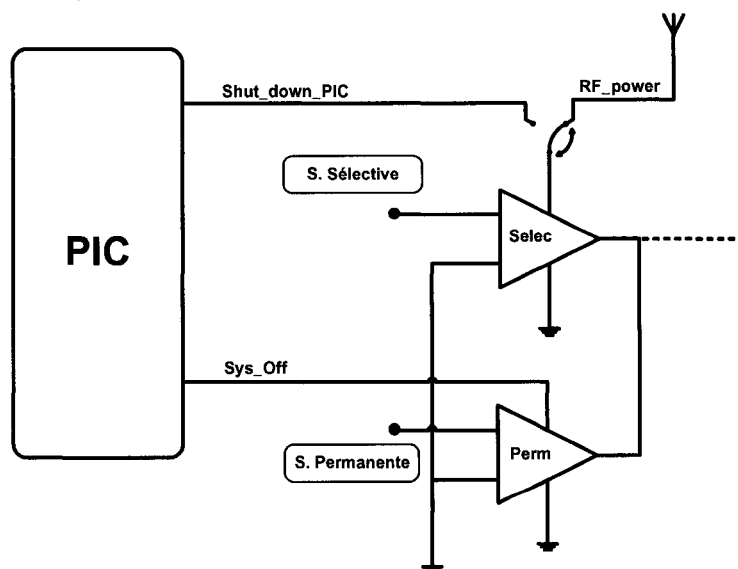 Shut_down_PIC
RF_power
S. Sélective
Selec
PIC
Sys_Off
S. Permanente
Perm